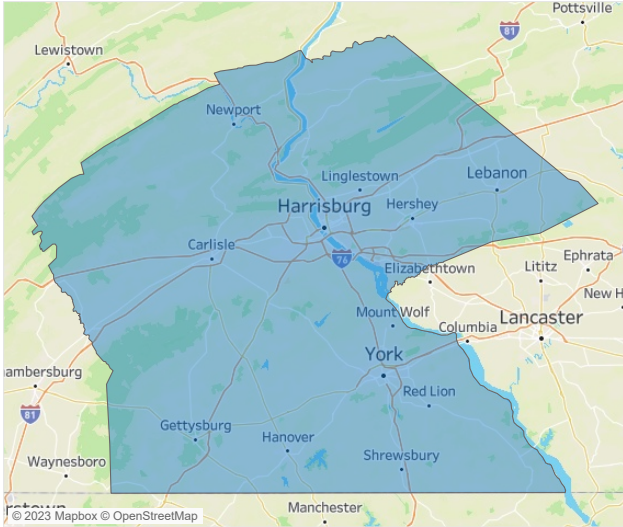 Pottsville
81
Lewistown
Newport
Linglestown
Lebanon
Harrisburg
Hershey
Carlisle
76
Ephrata
Elizabethtown
Lititz
New H
Mount Wolf
Lancaster
Columbia
York
ambersburg
Red Lion
81
Gettysburg
Hanover
Shrewsbury
Waynesboro
Manchester
© 2023 Mapbox © OpenStreetMap